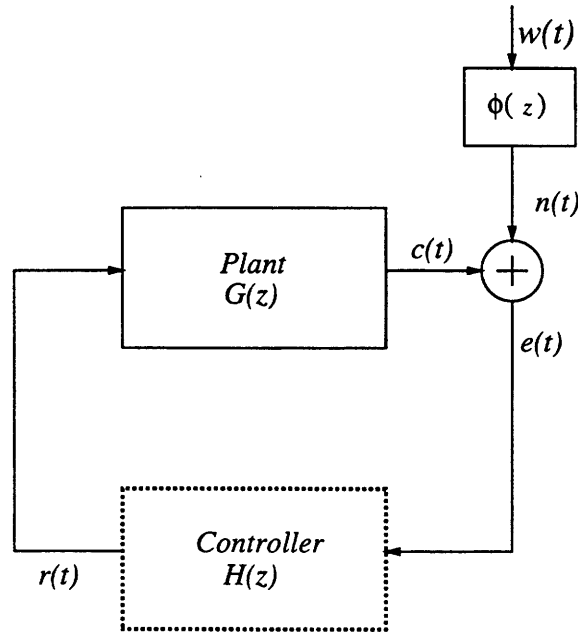 w(t)
ϕ( z )
n(t)
Plant
G(z)
c(t)
+
e(t)
Controller
H(z)
r(t)